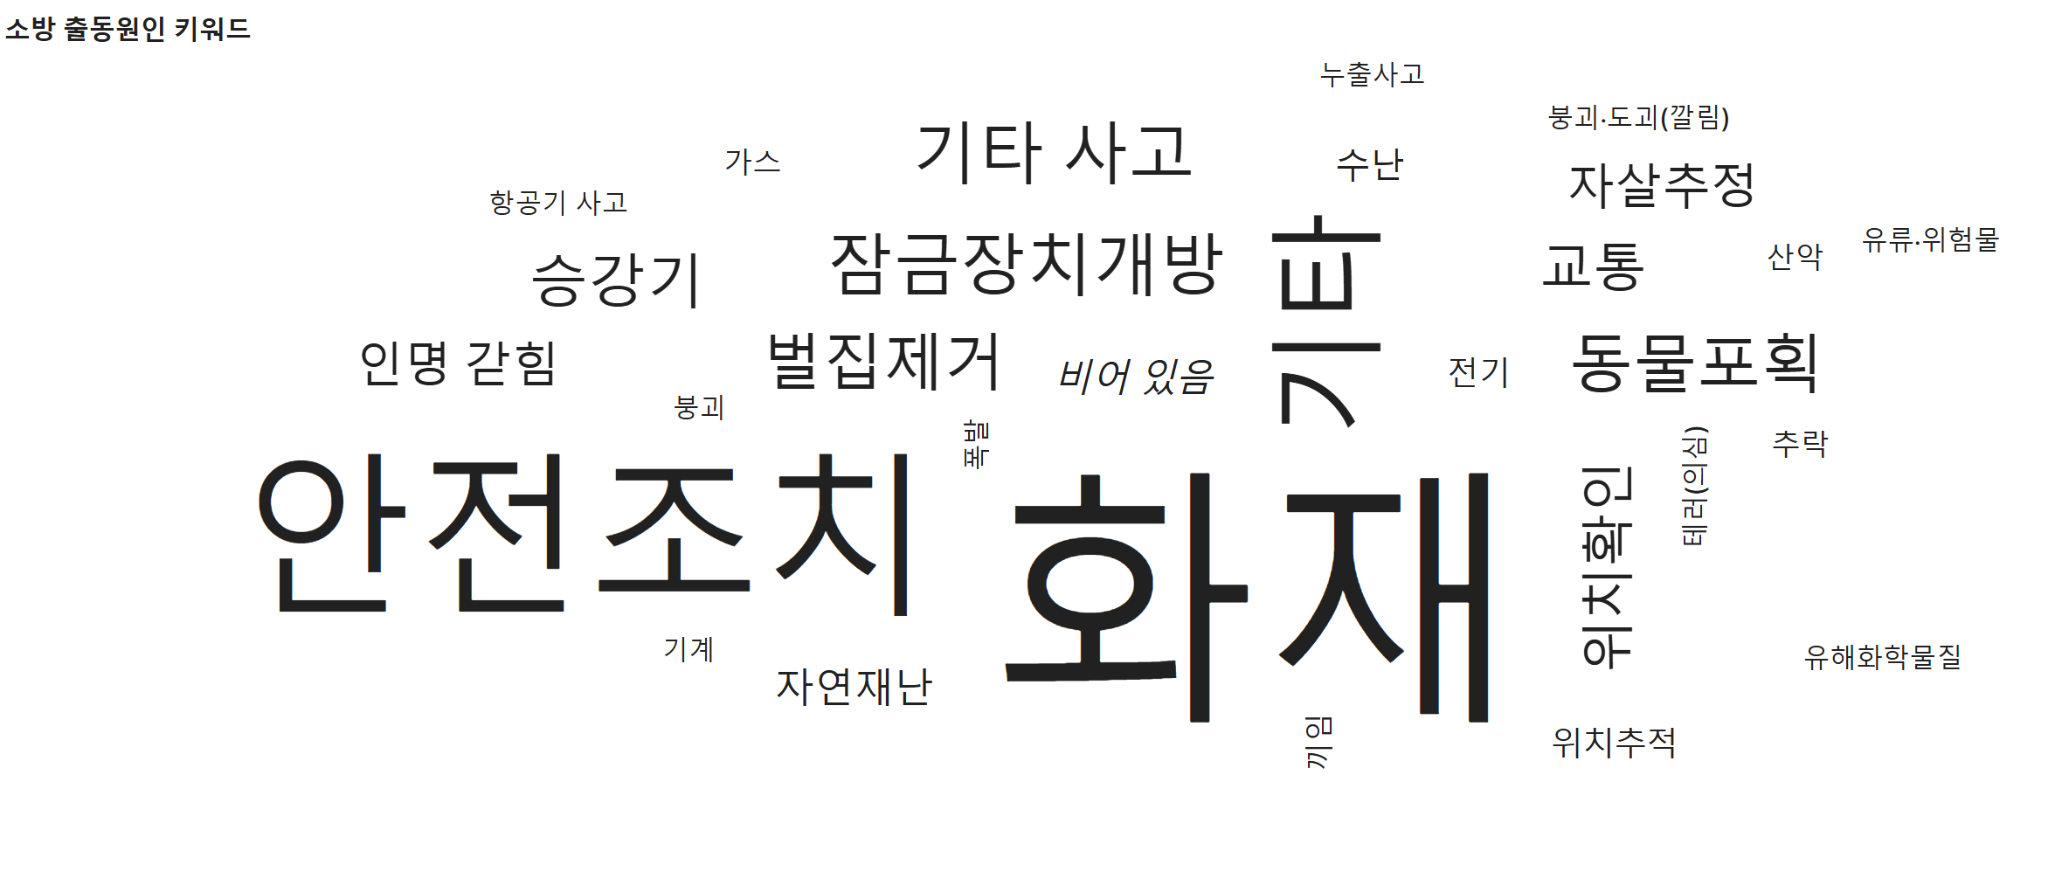 소방 출동원인 키워드
누출사고
붕괴·도괴(깔림)
기타 사고
가스
수난
자살추정
항공기 사고
유류·위험물
산악
잠금장치개방
교통
승강기
기타
인명 갇힘
벌집제거
비어 있음
전기
동물포획
붕괴
폭발
추락
테러(의심)
안전조치
화재
위치확인
기계
자연재난
유해화학물질
끼임
위치추적